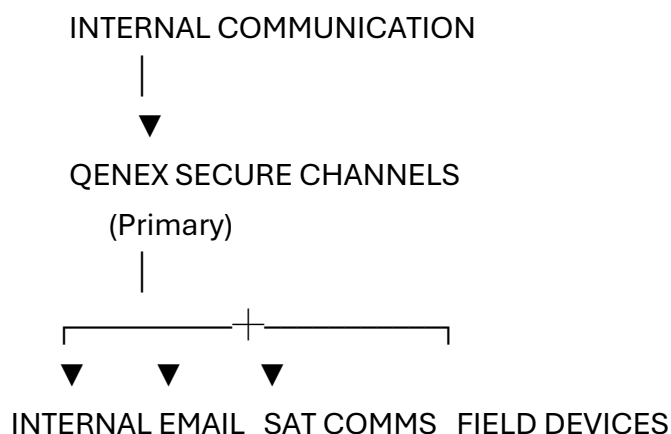 INTERNAL COMMUNICATION
QENEX SECURE CHANNELS
(Primary)
INTERNAL EMAIL SAT COMMS FIELD DEVICES